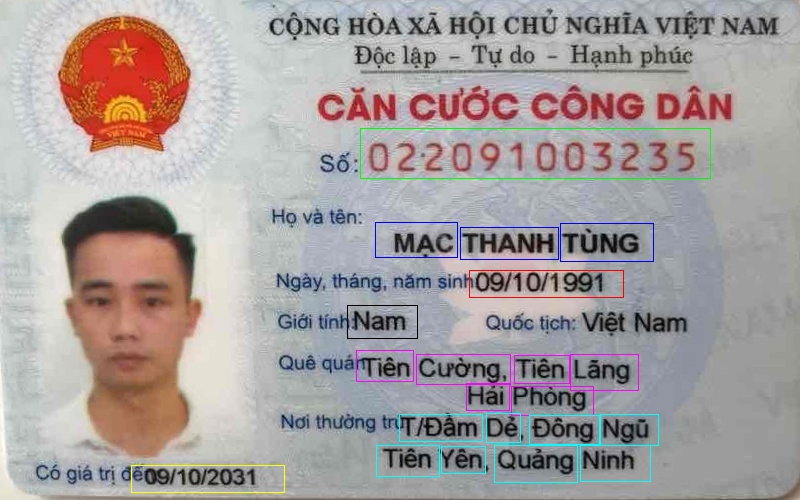 CỘNG HÒA XÃ HỘI CHỦ NGHĨA VIỆT NAM
Độc lập - Tự do - Hạnh phúc
CĂN CƯỚC CÔNG DÂN
Số: 022091003235
Họ và tên:
MẠC THANH TÙNG
Ngày, tháng, năm sinh 09/10/1991
Giới tính: Nam Quốc tịch: Việt Nam
Quê quán Tiên Cường, Tiên Lãng
Hải Phòng
Nơi thường trú T/Đầm Dẻ, Đông Ngũ
Tiên Yên, Quảng Ninh
Có giá trị đến 09/10/2031
VIỆT NAM